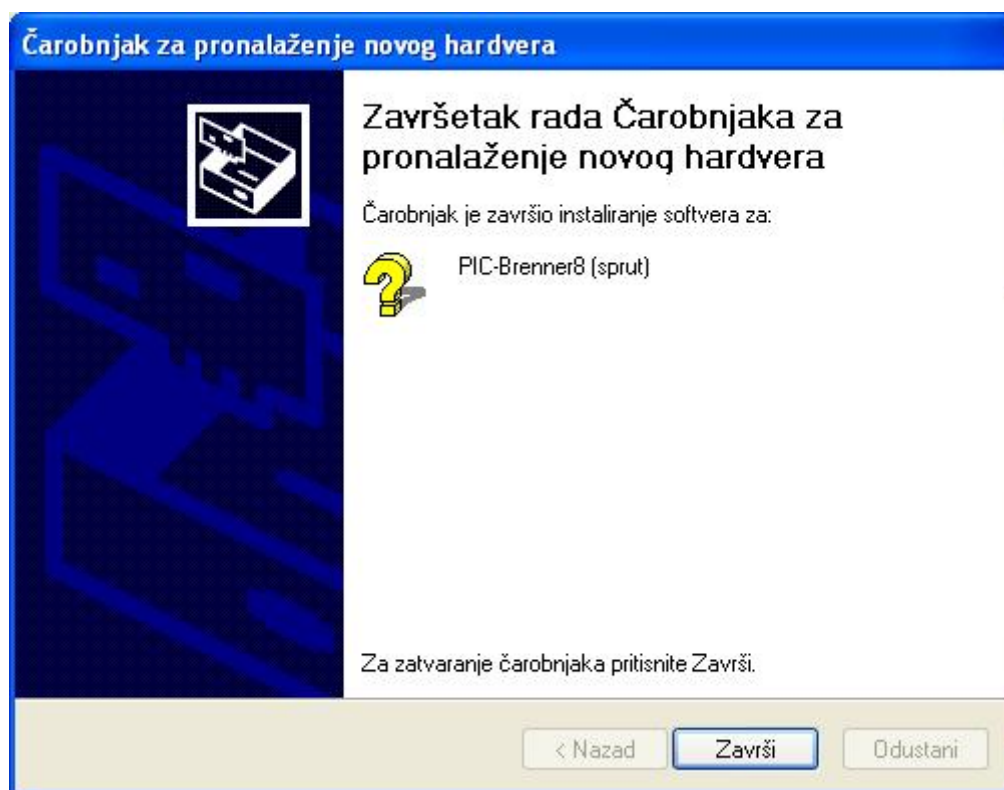 Čarobnjak za pronalaženje novog hardvera
Završetak rada Čarobnjaka za
pronalaženje novog hardvera
Čarobnjak je završio instaliranje softvera za:
PIC-Brenner8 (sprut)
Za zatvaranje čarobnjaka pritisnite Završi.
< Nazad Završi Odustani